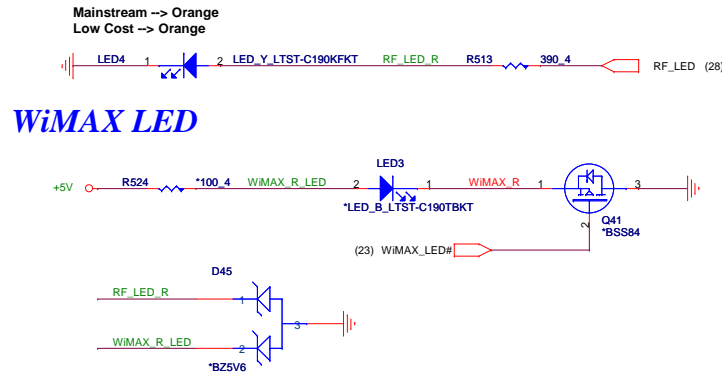 Mainstream --> Orange
Low Cost --> Orange
LED4 1 2 LED_Y_LTST-C190KFKT RF_LED_R R513 390_4 RF_LED (28)
WiMAX LED
LED3
+5V R524 *100_4 WiMAX_R_LED 2 1 WiMAX_R 1 3
*LED_B_LTST-C190TBKT
Q41
*BSS84
2
(23) WiMAX_LED#
D45
RF_LED_R 1
3
WiMAX_R_LED 2
*BZ5V6